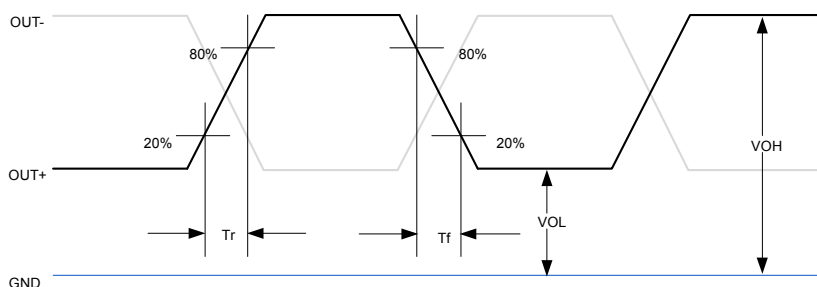 OUT-
80%
80%
20%
20%
VOH
OUT+
VOL
Tr
Tf
GND